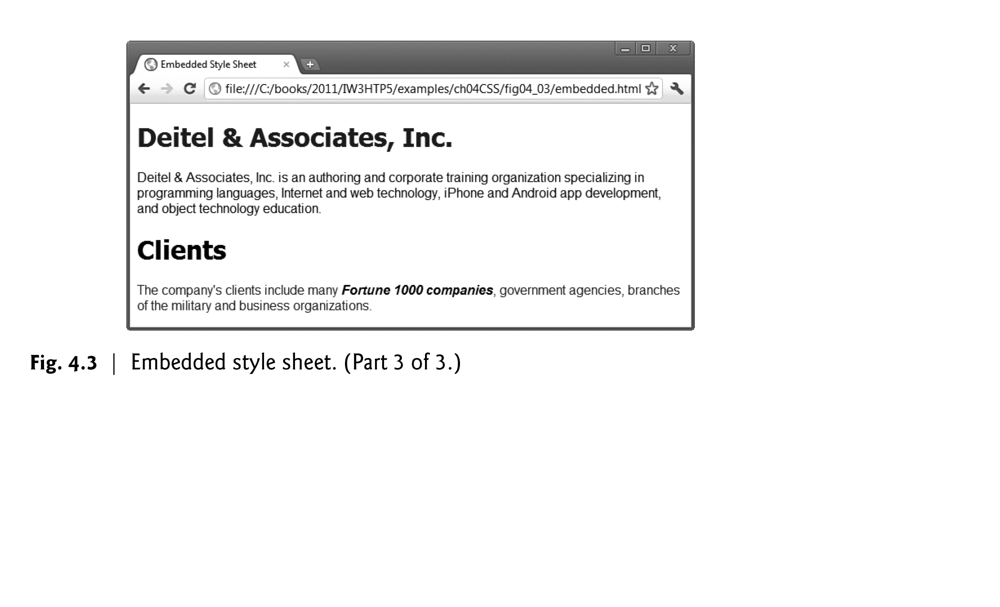 Embedded Style Sheet
file:///C:/books/2011/IW3HTP5/examples/ch04CSS/fig04_03/embedded.html
Deitel & Associates, Inc.
Deitel & Associates, Inc. is an authoring and corporate training organization specializing in
programming languages, Internet and web technology, iPhone and Android app development,
and object technology education.
Clients
The company's clients include many Fortune 1000 companies, government agencies, branches
of the military and business organizations.
Fig. 4.3 | Embedded style sheet. (Part 3 of 3.)